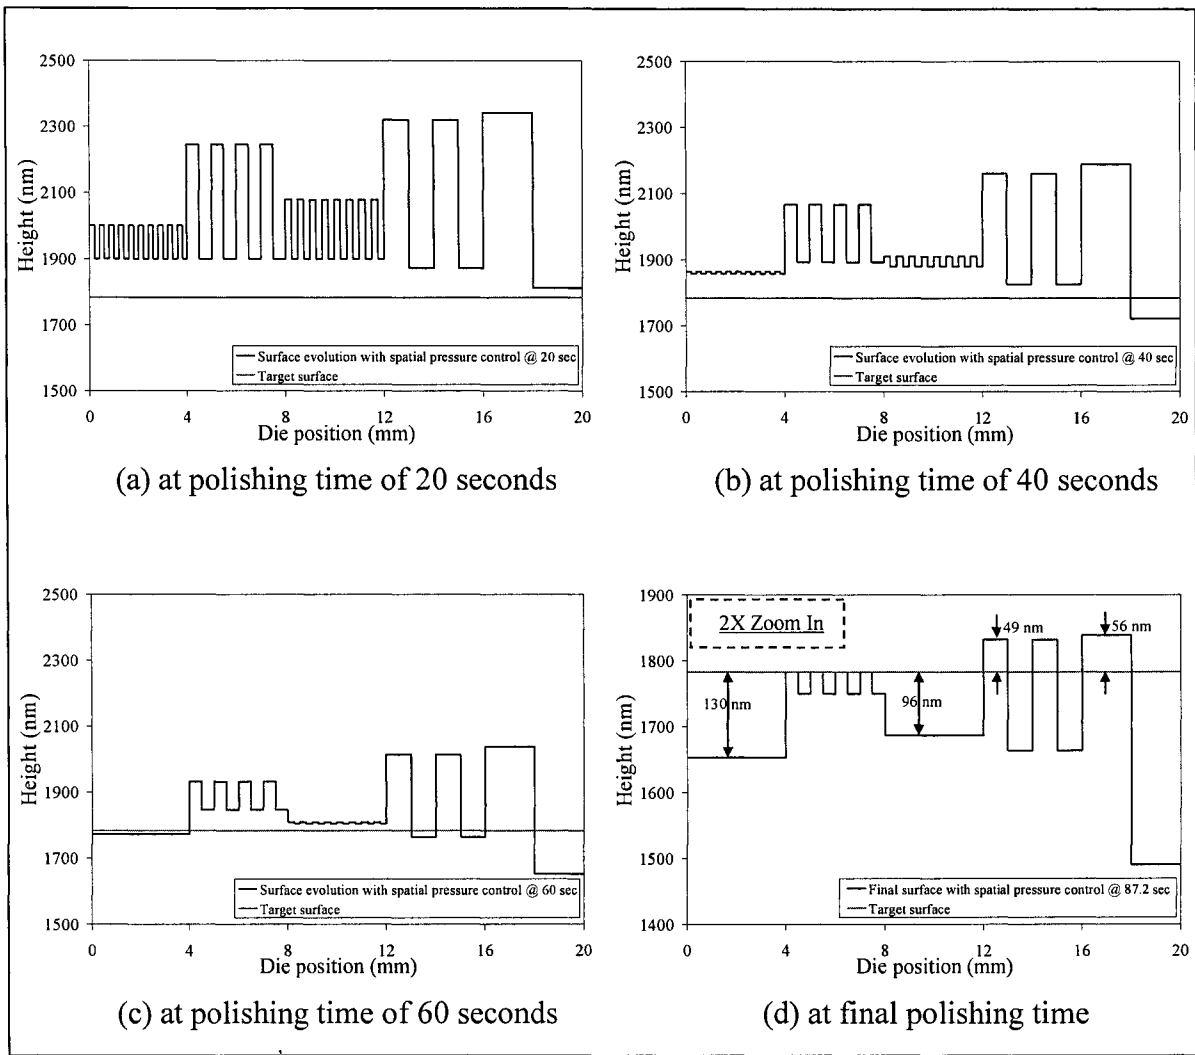 2500
2300
2100
1900
1700
1500
Height (nm)
Surface evolution with spatial pressure control @ 20 sec
Target surface
0 4 8 12 16 20
Die position (mm)
(a) at polishing time of 20 seconds
2500
2300
2100
1900
1700
1500
Height (nm)
Surface evolution with spatial pressure control @ 40 sec
Target surface
0 4 8 12 16 20
Die position (mm)
(b) at polishing time of 40 seconds
2500
2300
2100
1900
1700
1500
Height (nm)
Surface evolution with spatial pressure control @ 60 sec
Target surface
0 4 8 12 16 20
Die position (mm)
(c) at polishing time of 60 seconds
1900
1800
1700
1600
1500
1400
Height (nm)
2X Zoom In
49 nm
56 nm
130 nm
96 nm
Final surface with spatial pressure control @ 87.2 sec
Target surface
0 4 8 12 16 20
Die position (mm)
(d) at final polishing time